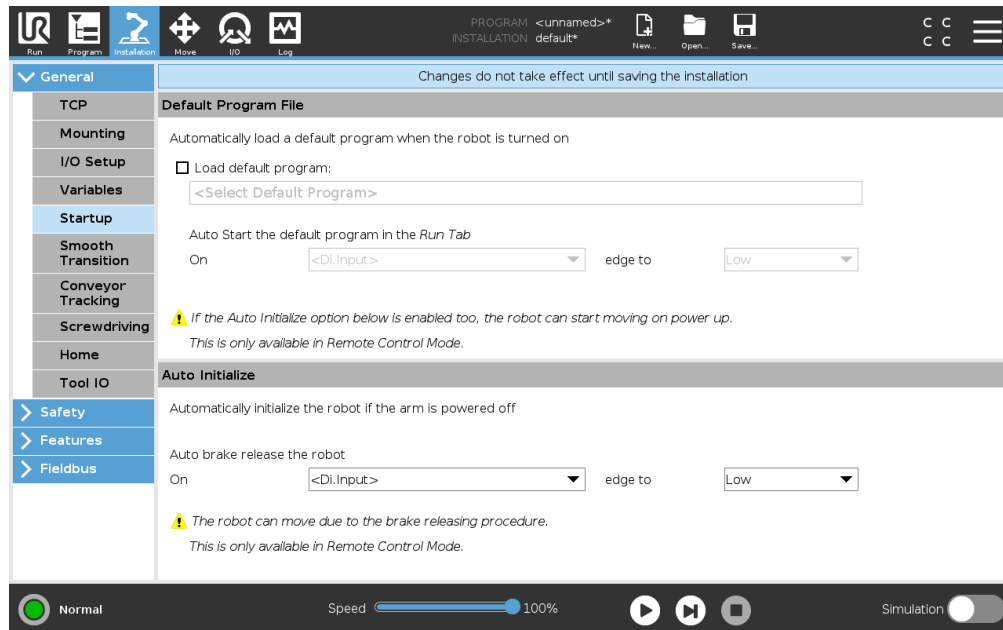 UR
PROGRAM <unnamed>*
INSTALLATION default*
C C
C C
Run Program Installation Move I/O Log New... Open... Save...
General
Changes do not take effect until saving the installation
TCP
Mounting
I/O Setup
Variables
Startup
Smooth
Transition
Conveyor
Tracking
Screwdriving
Home
Tool IO
Safety
Features
Fieldbus
Default Program File
Automatically load a default program when the robot is turned on
Load default program:
<Select Default Program>
Auto Start the default program in the Run Tab
On <Di.Input> edge to Low
If the Auto Initialize option below is enabled too, the robot can start moving on power up.
This is only available in Remote Control Mode.
Auto Initialize
Automatically initialize the robot if the arm is powered off
Auto brake release the robot
On <Di.Input> edge to Low
The robot can move due to the brake releasing procedure.
This is only available in Remote Control Mode.
Normal Speed 100% Simulation